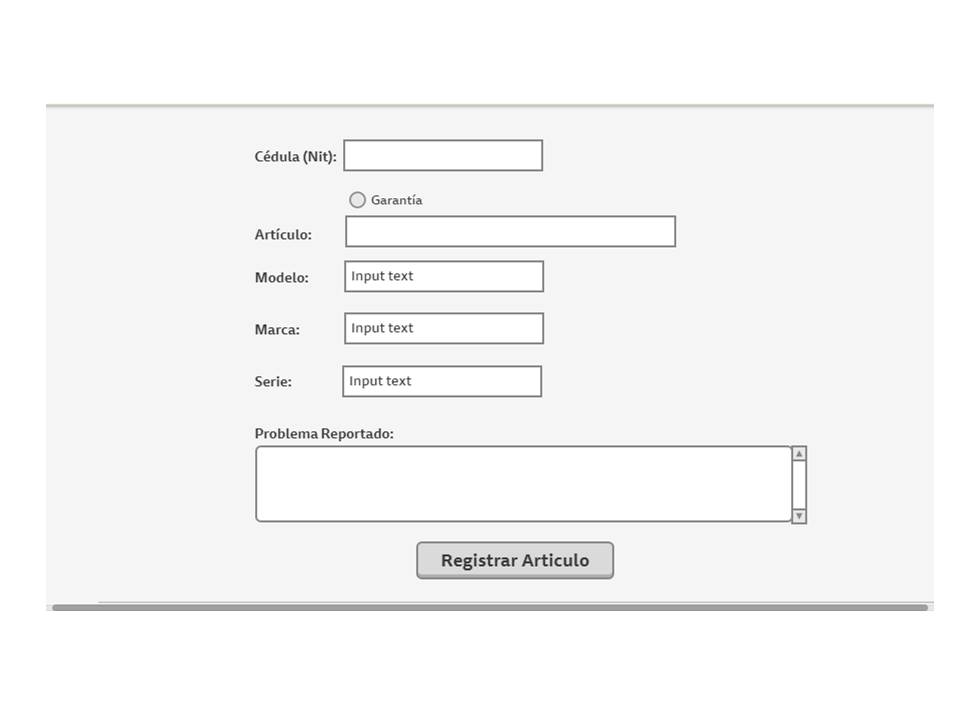 Cédula (Nit):
Garantía
Artículo:
Modelo: Input text
Marca: Input text
Serie: Input text
Problema Reportado:
Registrar Articulo